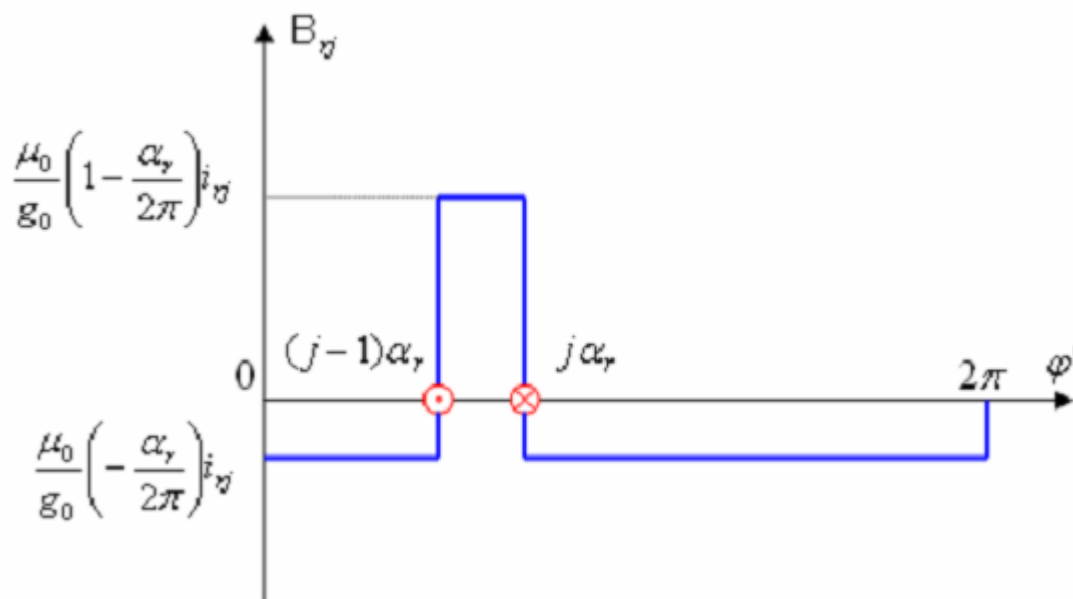 B_{rj}
\frac{\mu_0}{g_0}\left(1-\frac{\alpha_r}{2\pi}\right)i_{rj}
(j-1)\alpha_r
j\alpha_r
0
2\pi
φ
\frac{\mu_0}{g_0}\left(-\frac{\alpha_r}{2\pi}\right)i_{rj}